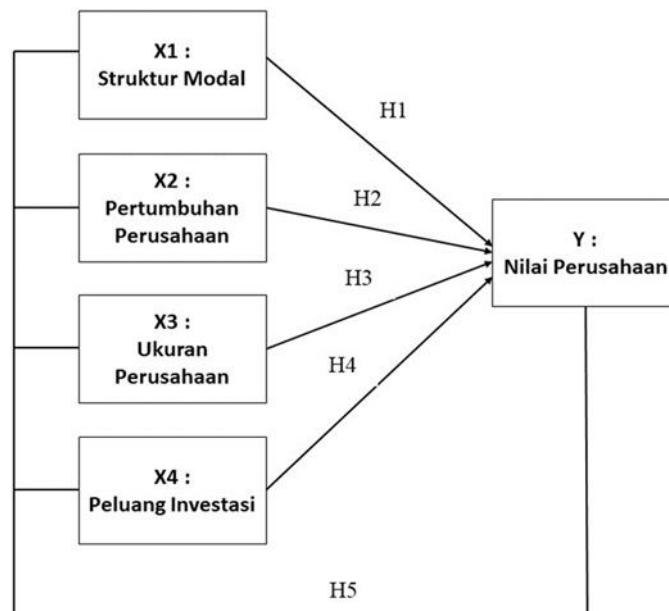 X1 :
Struktur Modal
H1
X2 :
Pertumbuhan
Perusahaan
H2
Y :
Nilai Perusahaan
X3 :
Ukuran
Perusahaan
H3
H4
X4 :
Peluang Investasi
H5